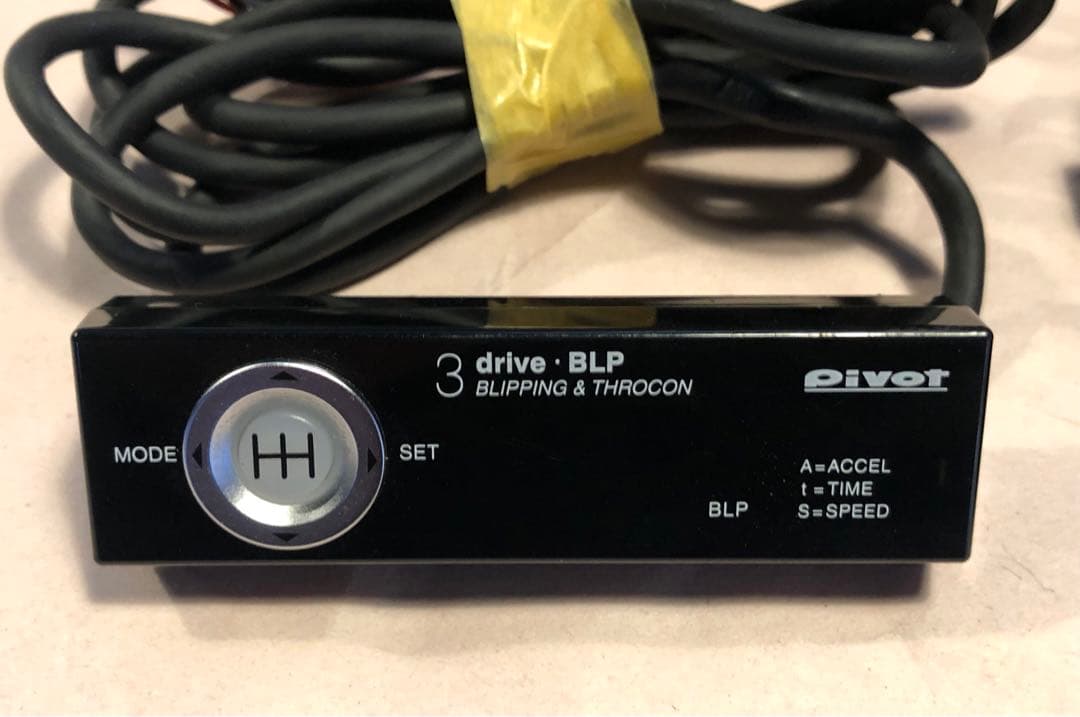 3 drive · BLP
BLIPPING & THROCON
Pivot
MODE
SET
A=ACCEL
t=TIME
S=SPEED
BLP